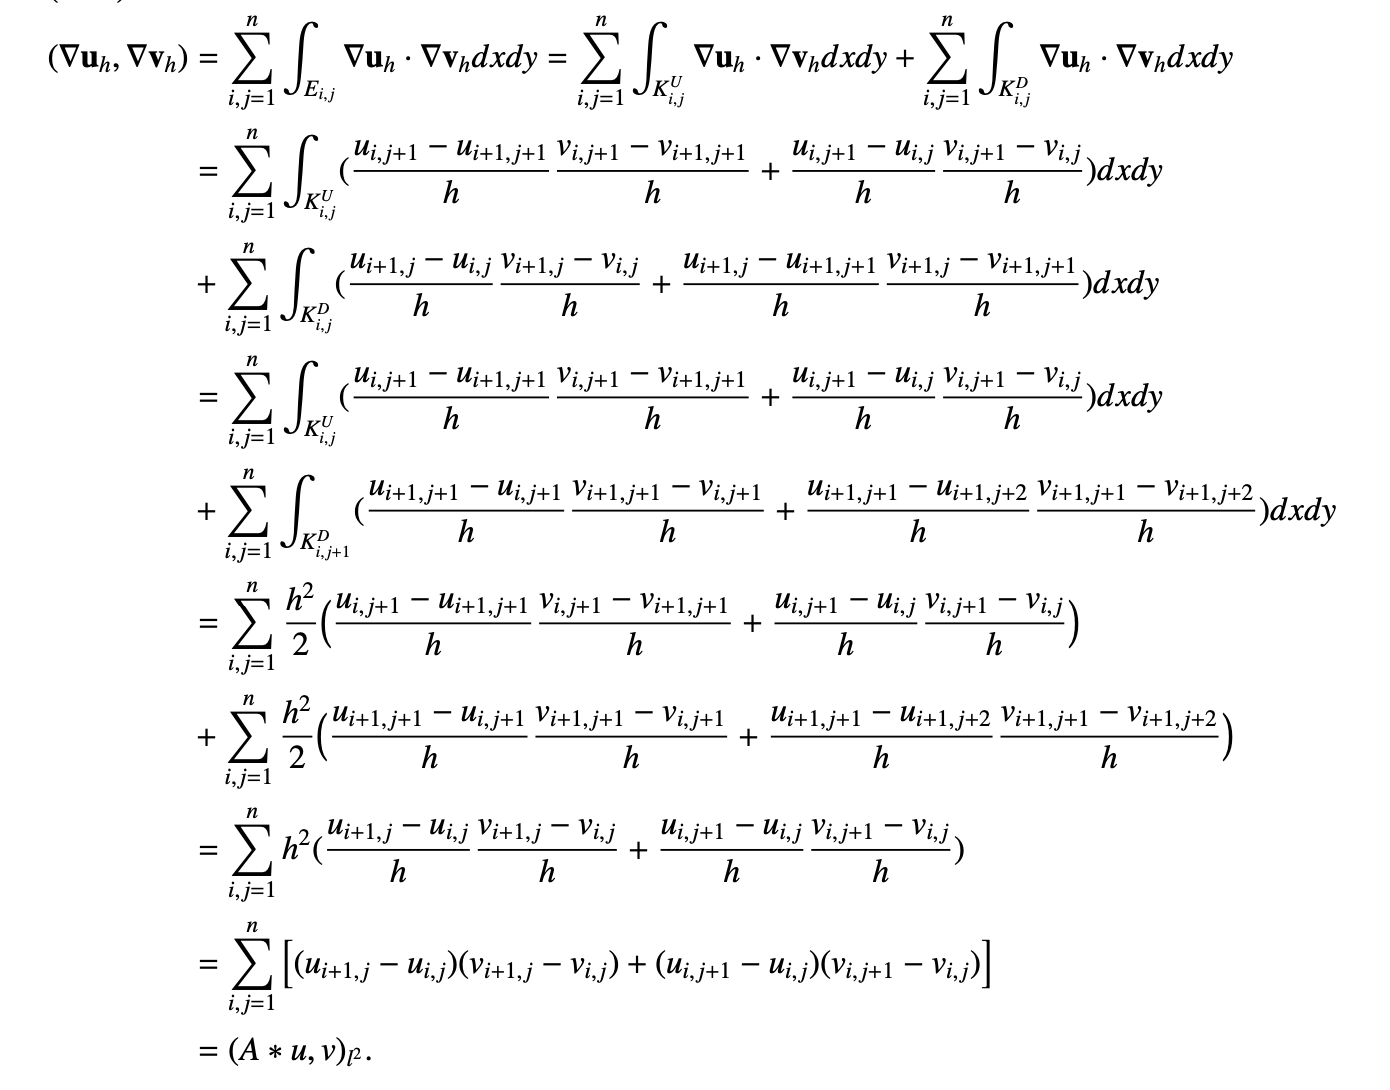 $(\nabla \mathbf{u}_h, \nabla \mathbf{v}_h) = \sum_{i,j=1}^{n} \int_{E_{i,j}} \nabla \mathbf{u}_h \cdot \nabla \mathbf{v}_h dxdy = \sum_{i,j=1}^{n} \int_{K_{i,j}^U} \nabla \mathbf{u}_h \cdot \nabla \mathbf{v}_h dxdy + \sum_{i,j=1}^{n} \int_{K_{i,j}^D} \nabla \mathbf{u}_h \cdot \nabla \mathbf{v}_h dxdy$
$= \sum_{i,j=1}^{n} \int_{K_{i,j}^U} (\frac{u_{i,j+1} - u_{i+1,j+1}}{h} \frac{v_{i,j+1} - v_{i+1,j+1}}{h} + \frac{u_{i,j+1} - u_{i,j}}{h} \frac{v_{i,j+1} - v_{i,j}}{h}) dxdy$
$+ \sum_{i,j=1}^{n} \int_{K_{i,j}^D} (\frac{u_{i+1,j} - u_{i,j}}{h} \frac{v_{i+1,j} - v_{i,j}}{h} + \frac{u_{i+1,j} - u_{i+1,j+1}}{h} \frac{v_{i+1,j} - v_{i+1,j+1}}{h}) dxdy$
$= \sum_{i,j=1}^{n} \int_{K_{i,j}^U} (\frac{u_{i,j+1} - u_{i+1,j+1}}{h} \frac{v_{i,j+1} - v_{i+1,j+1}}{h} + \frac{u_{i,j+1} - u_{i,j}}{h} \frac{v_{i,j+1} - v_{i,j}}{h}) dxdy$
$+ \sum_{i,j=1}^{n} \int_{K_{i,j+1}^D} (\frac{u_{i+1,j+1} - u_{i,j+1}}{h} \frac{v_{i+1,j+1} - v_{i,j+1}}{h} + \frac{u_{i+1,j+1} - u_{i+1,j+2}}{h} \frac{v_{i+1,j+1} - v_{i+1,j+2}}{h}) dxdy$
$= \sum_{i,j=1}^{n} \frac{h^2}{2} \big( \frac{u_{i,j+1} - u_{i+1,j+1}}{h} \frac{v_{i,j+1} - v_{i+1,j+1}}{h} + \frac{u_{i,j+1} - u_{i,j}}{h} \frac{v_{i,j+1} - v_{i,j}}{h} \big)$
$+ \sum_{i,j=1}^{n} \frac{h^2}{2} \big( \frac{u_{i+1,j+1} - u_{i,j+1}}{h} \frac{v_{i+1,j+1} - v_{i,j+1}}{h} + \frac{u_{i+1,j+1} - u_{i+1,j+2}}{h} \frac{v_{i+1,j+1} - v_{i+1,j+2}}{h} \big)$
$= \sum_{i,j=1}^{n} h^2 (\frac{u_{i+1,j} - u_{i,j}}{h} \frac{v_{i+1,j} - v_{i,j}}{h} + \frac{u_{i,j+1} - u_{i,j}}{h} \frac{v_{i,j+1} - v_{i,j}}{h})$
$= \sum_{i,j=1}^{n} \left[ (u_{i+1,j} - u_{i,j})(v_{i+1,j} - v_{i,j}) + (u_{i,j+1} - u_{i,j})(v_{i,j+1} - v_{i,j}) \right]$
$= (A * u, v)_{l^2}.$